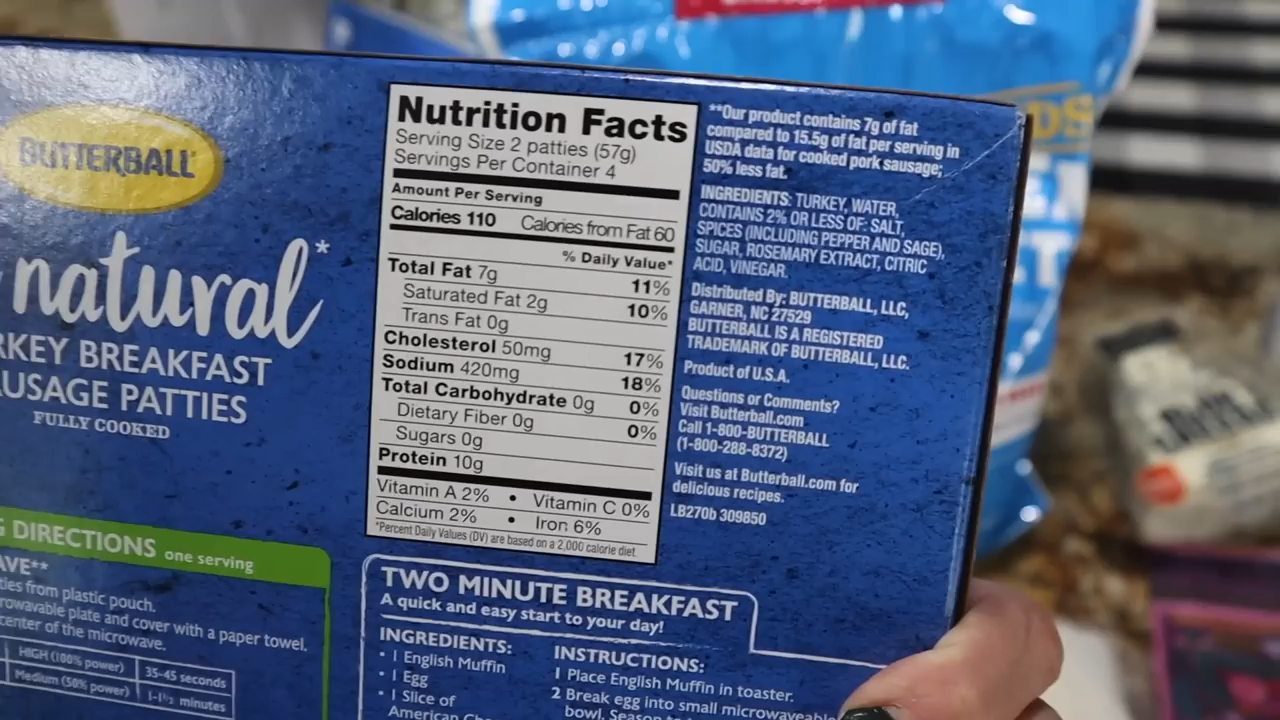 BUTTERBALL
natural*
TURKEY BREAKFAST
SAUSAGE PATTIES
FULLY COOKED
DIRECTIONS one serving
from plastic pouch.
plate and cover with a paper towel.
center of the microwave.
HIGH (100% power) 35-45 seconds
Medium (50% power) 1-1½ minutes
Nutrition Facts
Serving Size 2 patties (57g)
Servings Per Container 4
Amount Per Serving
Calories 110 Calories from Fat 60
% Daily Value*
Total Fat 7g 11%
Saturated Fat 2g 10%
Trans Fat 0g
Cholesterol 50mg 17%
Sodium 420mg 18%
Total Carbohydrate 0g 0%
Dietary Fiber 0g 0%
Sugars 0g
Protein 10g
Vitamin A 2% • Vitamin C 0%
Calcium 2% • Iron 6%
*Percent Daily Values (DV) are based on a 2,000 calorie diet.
**Our product contains 7g of fat
compared to 15.5g of fat per serving in
USDA data for cooked pork sausage;
50% less fat.
INGREDIENTS: TURKEY, WATER,
CONTAINS 2% OR LESS OF: SALT,
SPICES (INCLUDING PEPPER AND SAGE),
SUGAR, ROSEMARY EXTRACT, CITRIC
ACID, VINEGAR.
Distributed By: BUTTERBALL, LLC,
GARNER, NC 27529
BUTTERBALL IS A REGISTERED
TRADEMARK OF BUTTERBALL, LLC.
Product of U.S.A.
Questions or Comments?
Visit Butterball.com
Call 1-800-BUTTERBALL
(1-800-288-8372)
Visit us at Butterball.com for
delicious recipes.
LB270b 309850
TWO MINUTE BREAKFAST
A quick and easy start to your day!
INGREDIENTS:
• 1 English Muffin
• 1 Egg
• 1 Slice of
American
INSTRUCTIONS:
1 Place English Muffin in toaster.
2 Break egg into small microwaveable
bowl. Season